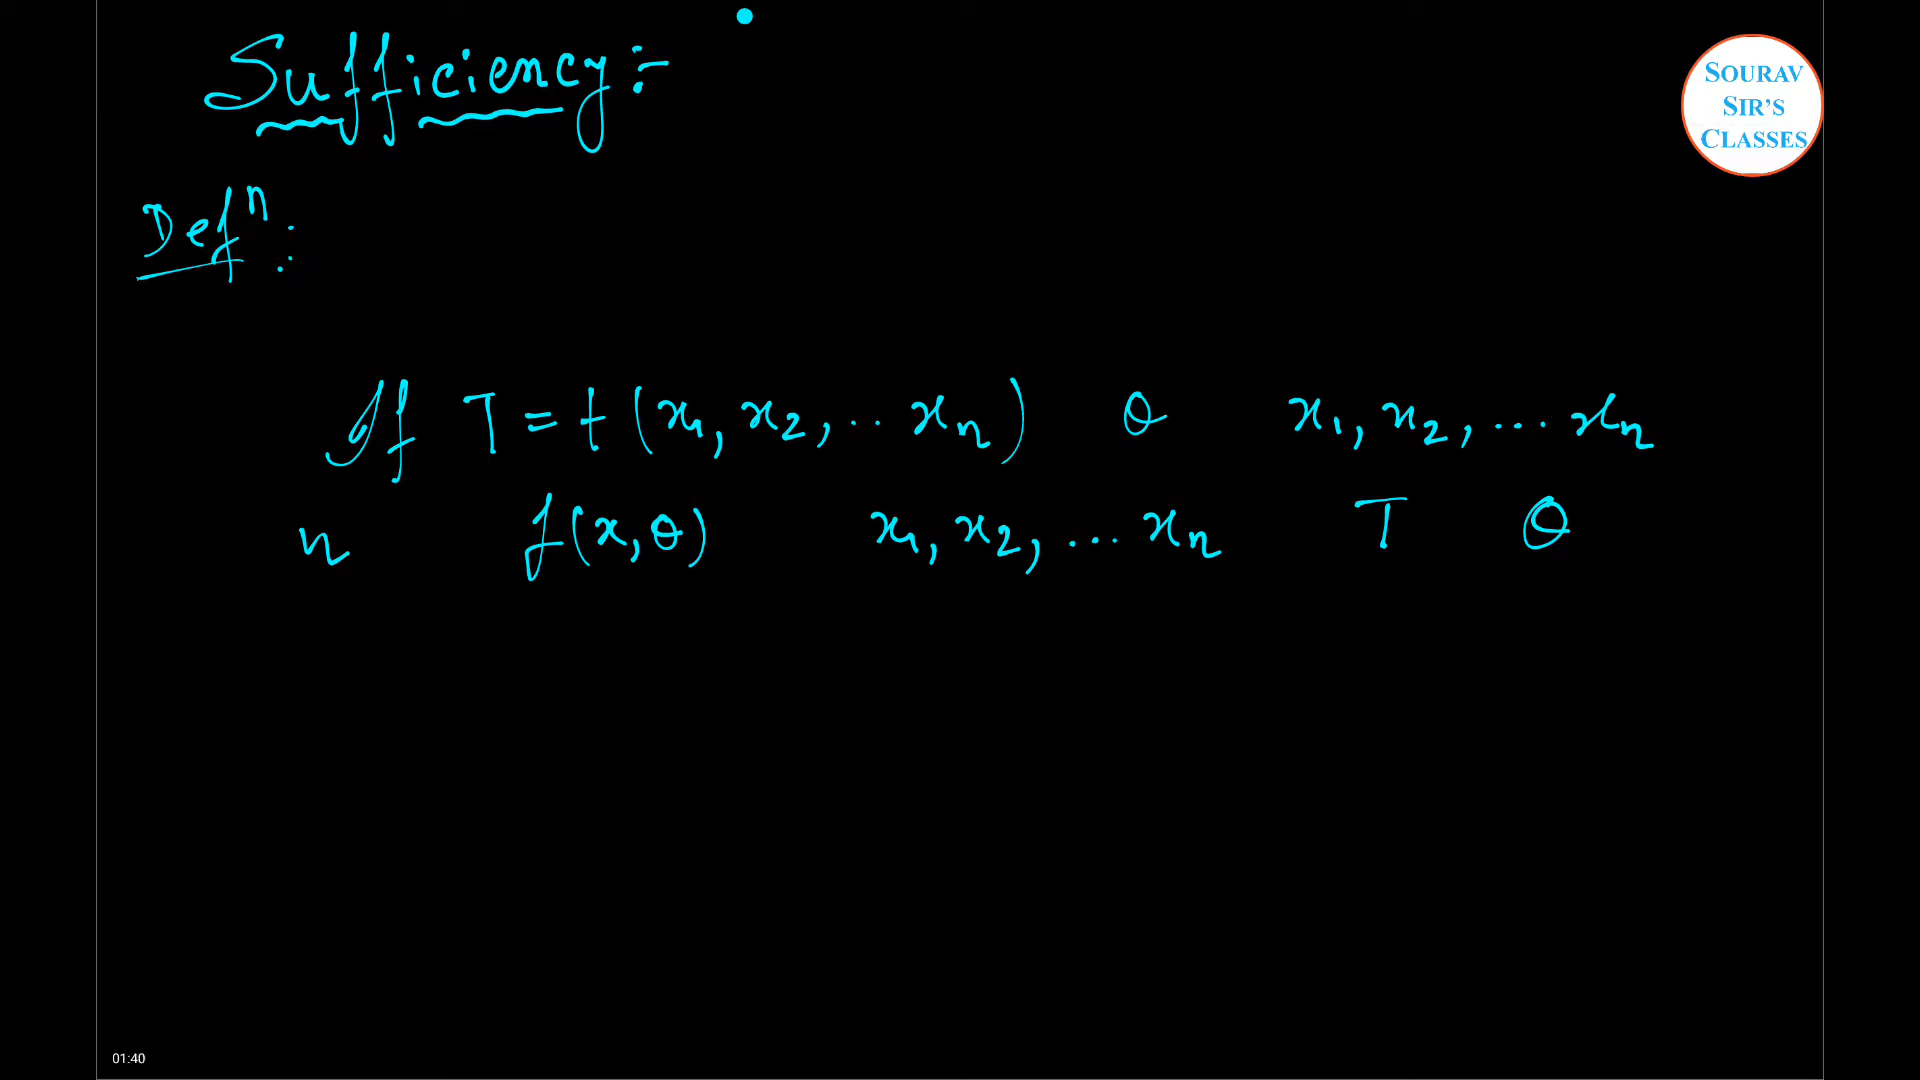 Sufficiency:-
SOURAV
SIR'S
CLASSES
Defⁿ:
If T = t(x₁, x₂, ... xₙ) θ x₁, x₂, ... xₙ
n f(x, θ) x₁, x₂, ... xₙ T θ
01:40